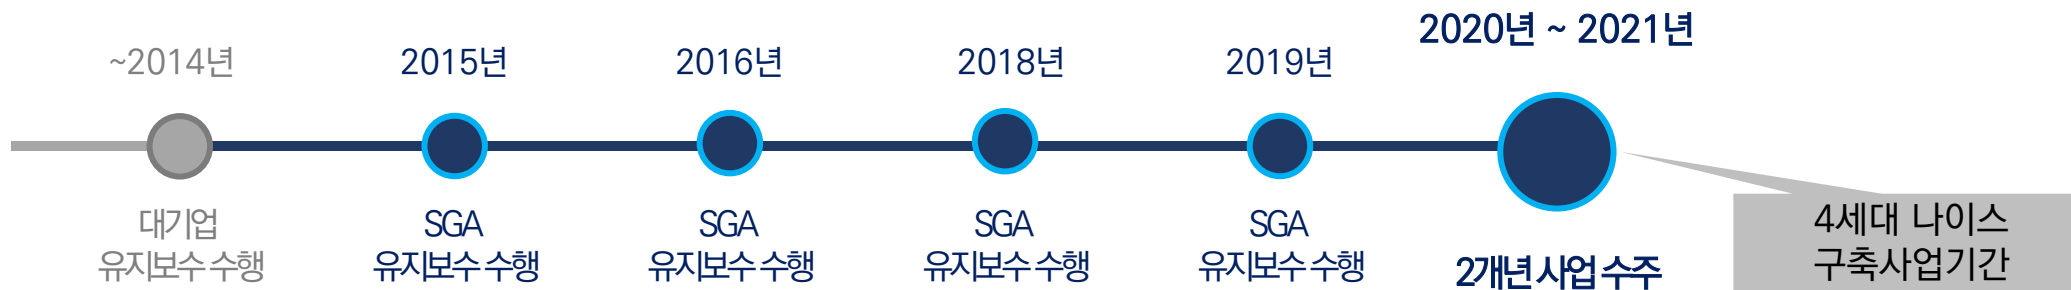 ~2014년
2015년
2016년
2018년
2019년
2020년 ~ 2021년
대기업
유지보수 수행
SGA
유지보수 수행
SGA
유지보수 수행
SGA
유지보수 수행
SGA
유지보수 수행
2개년 사업 수주
4세대 나이스
구축사업기간